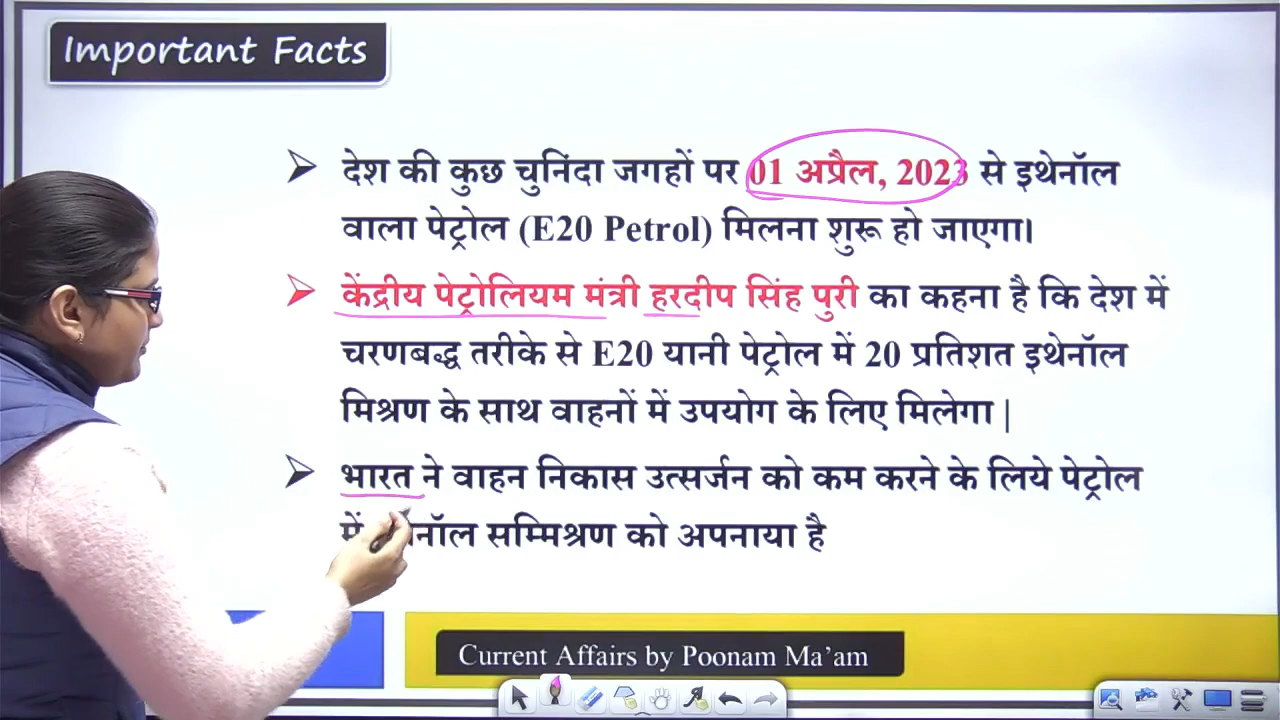 Important Facts
देश की कुछ चुनिंदा जगहों पर 01 अप्रैल, 2023 से इथेनॉल
वाला पेट्रोल (E20 Petrol) मिलना शुरू हो जाएगा।
केंद्रीय पेट्रोलियम मंत्री हरदीप सिंह पुरी का कहना है कि देश में
चरणबद्ध तरीके से E20 यानी पेट्रोल में 20 प्रतिशत इथेनॉल
मिश्रण के साथ वाहनों में उपयोग के लिए मिलेगा |
भारत ने वाहन निकास उत्सर्जन को कम करने के लिये पेट्रोल
में सम्मिश्रण को अपनाया है
Current Affairs by Poonam Ma'am